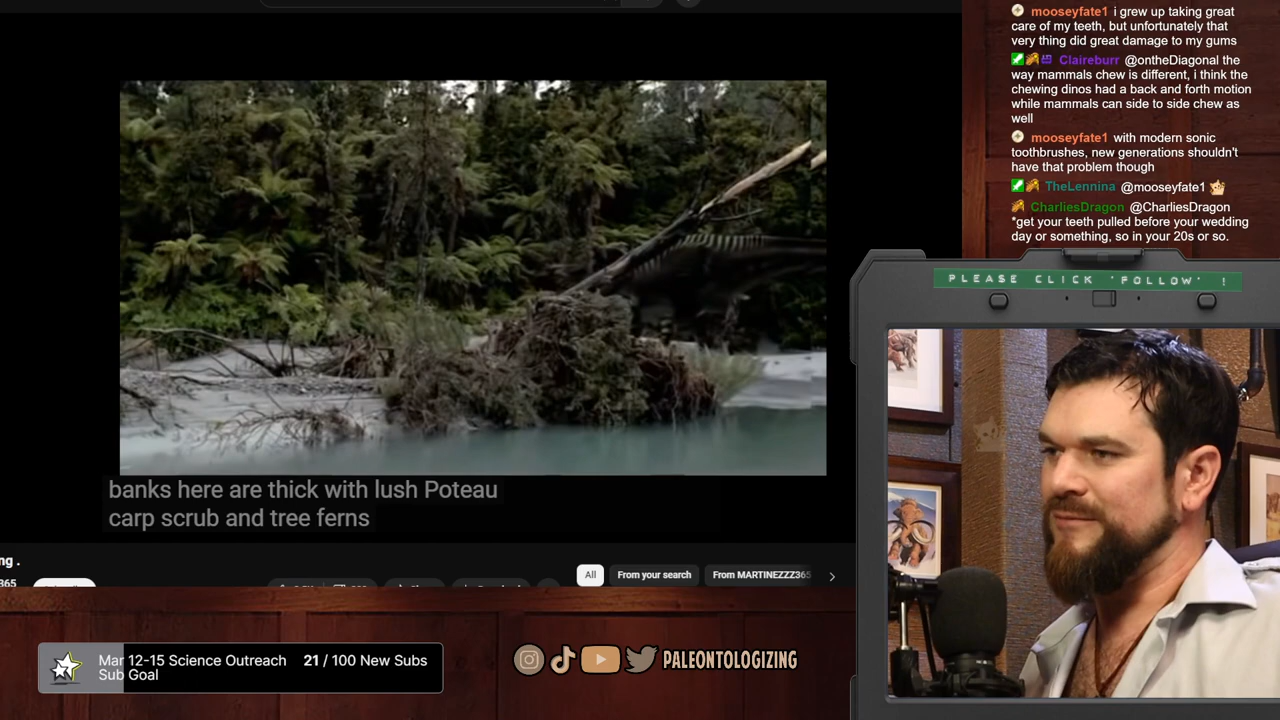 mooseyfate1 i grew up taking great
care of my teeth, but unfortunately that
very thing did great damage to my gums
Claireburr @ontheDiagonal the
way mammals chew is different, i think the
chewing dinos had a back and forth motion
while mammals can side to side chew as
well
mooseyfate1 with modern sonic
toothbrushes, new generations shouldn't
have that problem though
TheLennina @mooseyfate1
CharliesDragon @CharliesDragon
*get your teeth pulled before your wedding
day or something, so in your 20s or so.
PLEASE CLICK 'FOLLOW' !
banks here are thick with lush Poteau
carp scrub and tree ferns
ng .
365
All
From your search
From MARTINEZZZ365
Mar 12-15 Science Outreach 21 / 100 New Subs
Sub Goal
PALEONTOLOGIZING